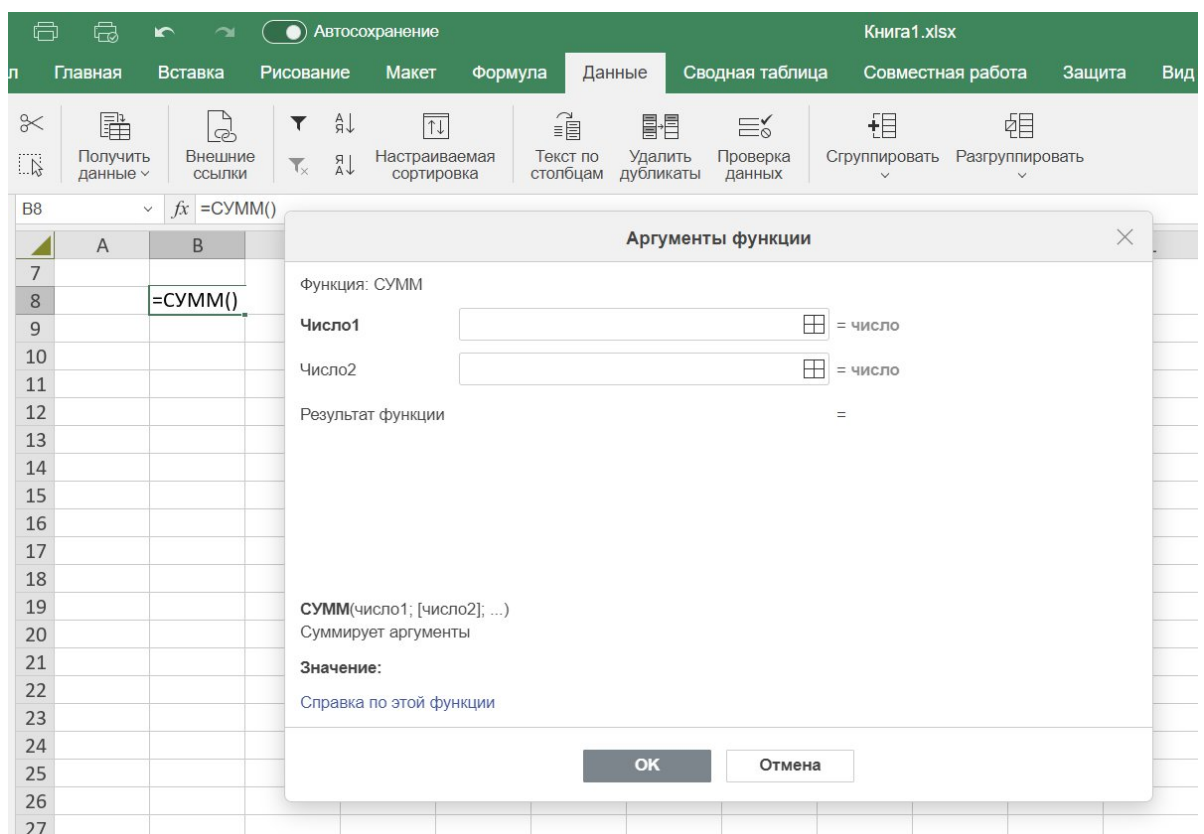 Автосохранение
Книга1.xlsx
л Главная Вставка Рисование Макет Формула Данные Сводная таблица Совместная работа Защита Вид
Получить данные
Внешние ссылки
Настраиваемая сортировка
Текст по столбцам
Удалить дубликаты
Проверка данных
Сгруппировать
Разгруппировать
B8 fx =СУММ()
A B
Аргументы функции
7
8 =СУММ()
9
10
11
12
13
14
15
16
17
18
19
20
21
22
23
24
25
26
27
Функция: СУММ
Число1 = число
Число2 = число
Результат функции =
СУММ(число1; [число2]; ...)
Суммирует аргументы
Значение:
Справка по этой функции
OK Отмена